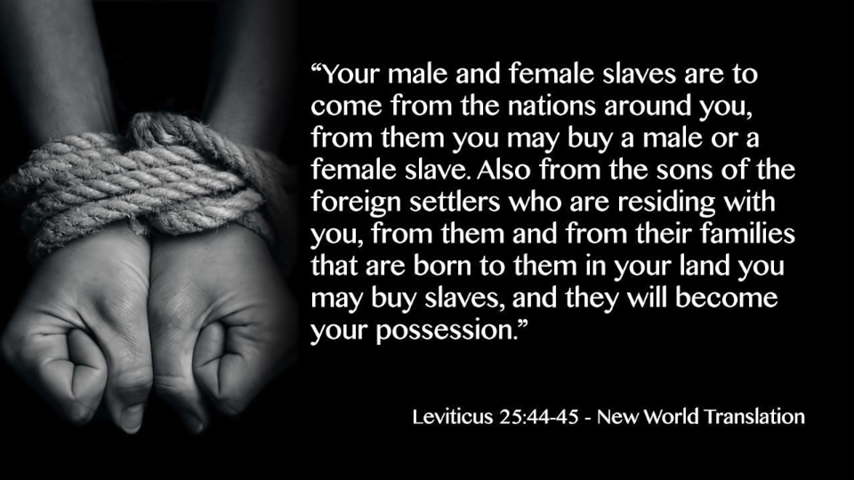 “Your male and female slaves are to
come from the nations around you,
from them you may buy a male or a
female slave. Also from the sons of the
foreign settlers who are residing with
you, from them and from their families
that are born to them in your land you
may buy slaves, and they will become
your possession.”
Leviticus 25:44-45 - New World Translation